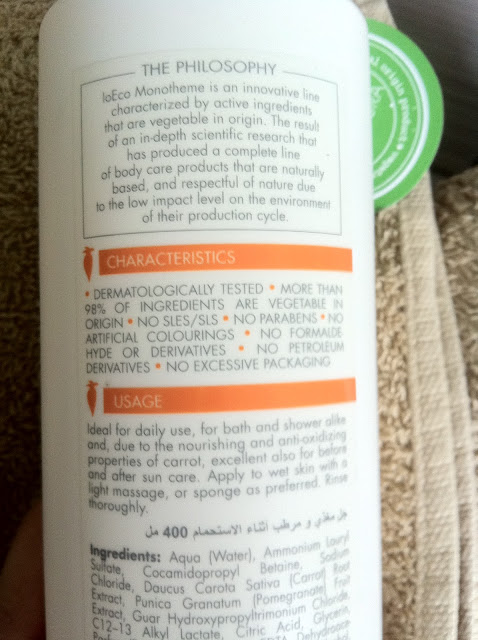 THE PHILOSOPHY
IoEco Monotheme is an innovative line
characterized by active ingredients
that are vegetable in origin. The result
of an in-depth scientific research that
has produced a complete line
of body care products that are naturally
based, and respectful of nature due
to the low impact level on the environment
of their production cycle.
origin product • vegan
CHARACTERISTICS
• DERMATOLOGICALLY TESTED • MORE THAN
98% OF INGREDIENTS ARE VEGETABLE IN
ORIGIN • NO SLES/SLS • NO PARABENS • NO
ARTIFICIAL COLOURINGS • NO FORMALDE
HYDE OR DERIVATIVES • NO PETROLEUM
DERIVATIVES • NO EXCESSIVE PACKAGING
USAGE
Ideal for daily use, for bath and shower alike
and, due to the nourishing and anti-oxidizing
properties of carrot, excellent also for before
and after sun care. Apply to wet skin with a
light massage, or sponge as preferred. Rinse
thoroughly.
جل مغذي و مرطب اثناء الاستحمام 400 مل
Ingredients: Aqua (Water), Ammonium Lauryl
Sulfate, Cocamidopropyl Betaine, Sodium
Chloride, Daucus Carota Sativa (Carrot) Root
Extract, Punica Granatum (Pomegranate) Fruit
Extract, Guar Hydroxypropyltrimonium Chloride,
C12-13 Alkyl Lactate, Citric Acid, Glycerin,